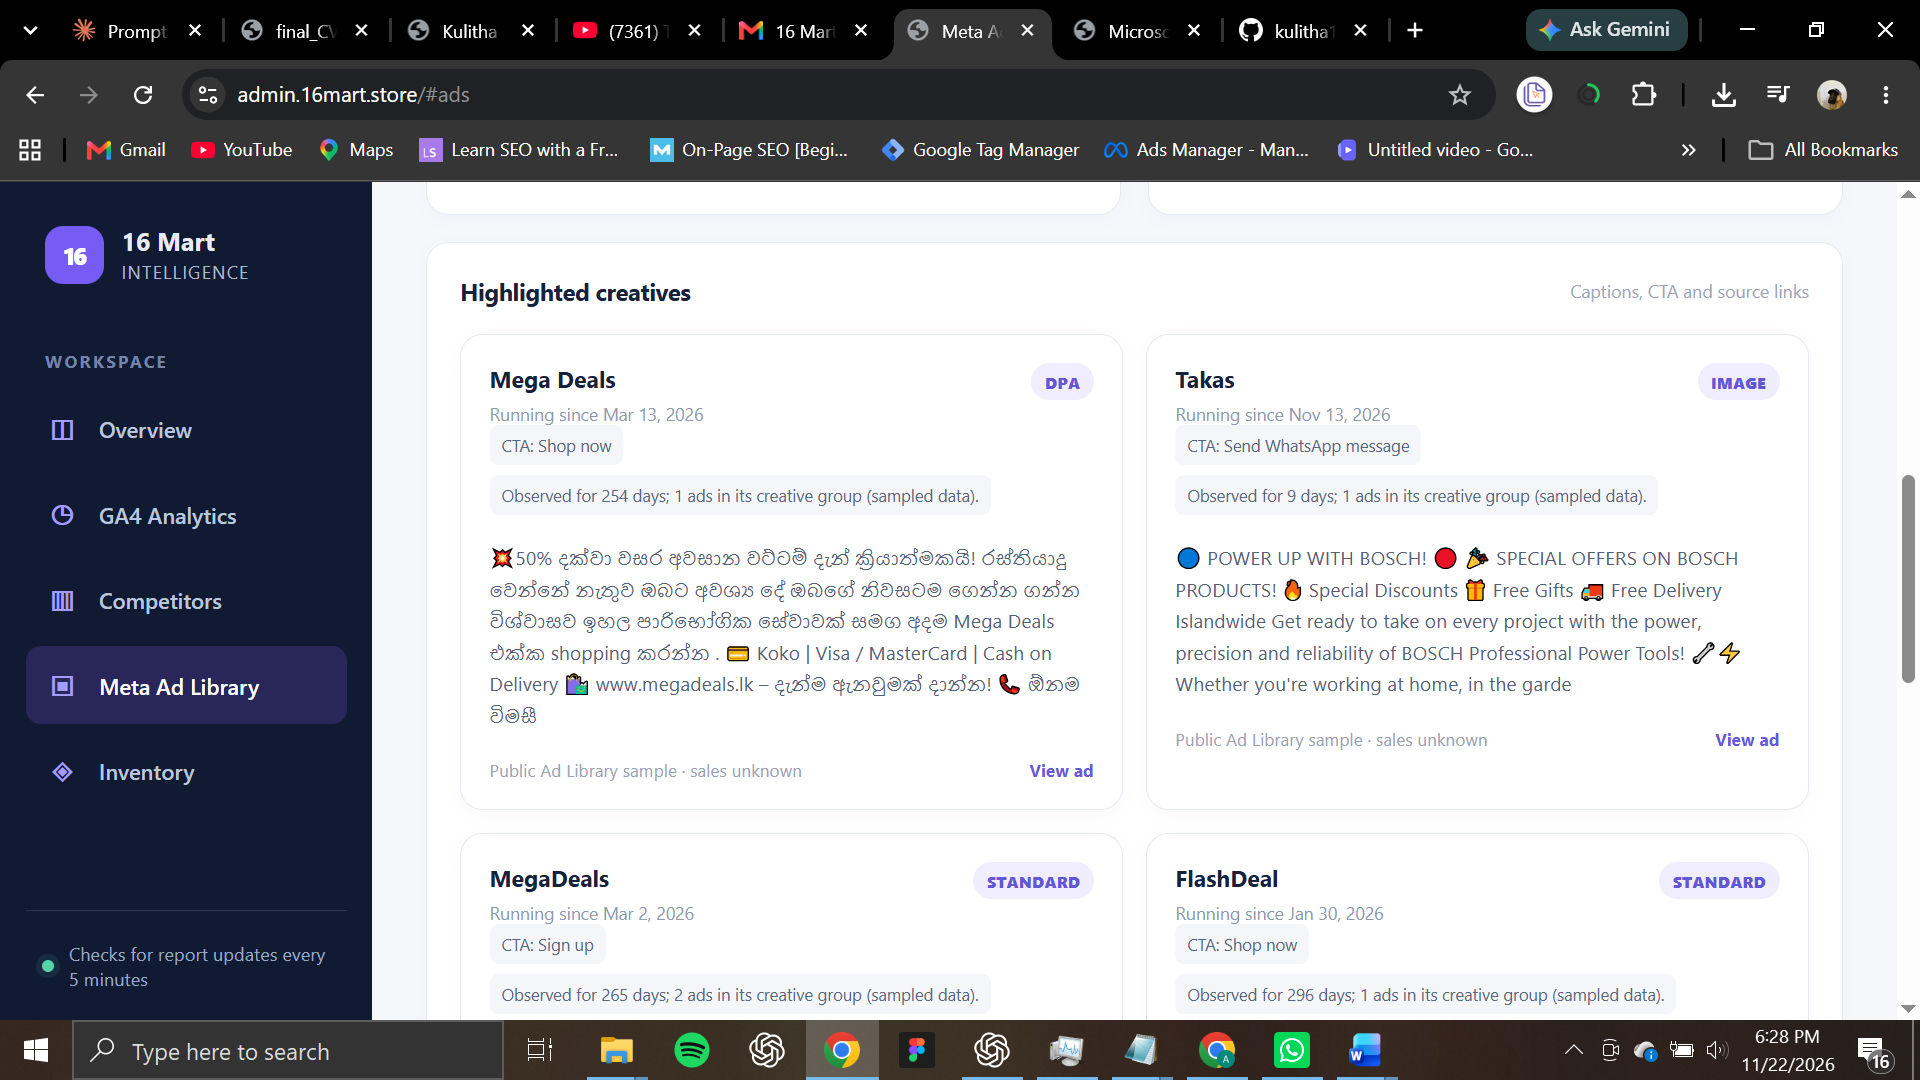 Prompt
final_CV
Kulitha
(7361)
16 Mart
Meta A
Micros
kulitha1
Ask Gemini
admin.16mart.store/#ads
Gmail
YouTube
Maps
LS
Learn SEO with a Fr...
On-Page SEO [Begi...
Google Tag Manager
Ads Manager - Man...
Untitled video - Go...
All Bookmarks
16
16 Mart
INTELLIGENCE
WORKSPACE
Overview
GA4 Analytics
Competitors
Meta Ad Library
Inventory
Checks for report updates every
5 minutes
Highlighted creatives
Captions, CTA and source links
Mega Deals
DPA
Running since Mar 13, 2026
CTA: Shop now
Observed for 254 days; 1 ads in its creative group (sampled data).
💥50% දක්වා වසර අවසාන වට්ටම් දැන් ක්‍රියාත්මකයි! රස්තියාදු
වෙන්නේ නැතුව ඔබට අවශ්‍ය දේ ඔබගේ නිවසටම ගෙන්න ගන්න
විශ්වාසව ඉහල පාරිභෝගික සේවාවක් සමග අදම Mega Deals
එක්ක shopping කරන්න . 💳 Koko | Visa / MasterCard | Cash on
Delivery 🛍️ www.megadeals.lk – දැන්ම ඇනවුමක් දාන්න! 📞 ඕනම
විමසී
Public Ad Library sample · sales unknown
View ad
Takas
IMAGE
Running since Nov 13, 2026
CTA: Send WhatsApp message
Observed for 9 days; 1 ads in its creative group (sampled data).
🔵 POWER UP WITH BOSCH! 🔴 🎉 SPECIAL OFFERS ON BOSCH
PRODUCTS! 🔥 Special Discounts 🎁 Free Gifts 🚚 Free Delivery
Islandwide Get ready to take on every project with the power,
precision and reliability of BOSCH Professional Power Tools! 🔧⚡
Whether you're working at home, in the garde
Public Ad Library sample · sales unknown
View ad
MegaDeals
STANDARD
Running since Mar 2, 2026
CTA: Sign up
Observed for 265 days; 2 ads in its creative group (sampled data).
FlashDeal
STANDARD
Running since Jan 30, 2026
CTA: Shop now
Observed for 296 days; 1 ads in its creative group (sampled data).
Type here to search
6:28 PM
11/22/2026
16